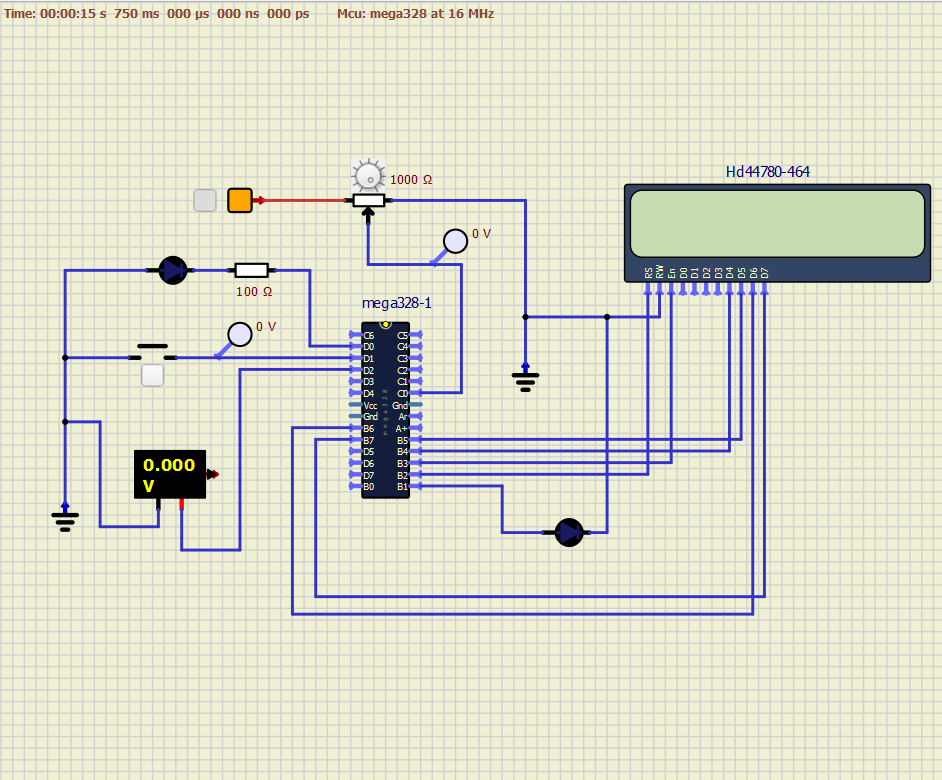 Time: 00:00:15 s 750 ms 000 µs 000 ns 000 ps Mcu: mega328 at 16 MHz
Hd44780-464
1000 Ω
0 V
RS RW En D0 D1 D2 D3 D4 D5 D6 D7
100 Ω
mega328-1
0 V
C6 C5
D0 C4
D1 C3
D2 C2
D3 C1
D4 C0
Vcc Gnd
Gnd Ar
B6 A+
B7 B5
D5 B4
D6 B3
D7 B2
B0 B1
0.000
V